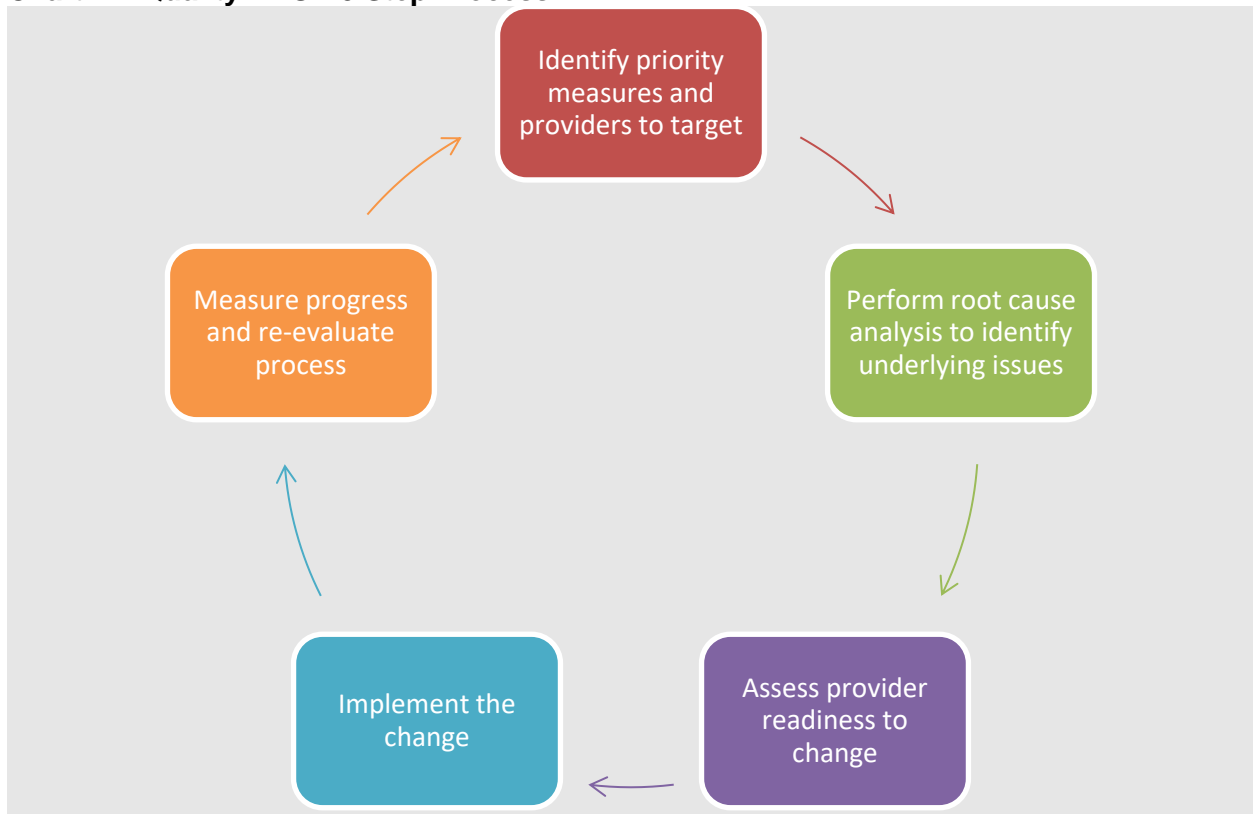 Identify priority
measures and
providers to target
Perform root cause
analysis to identify
underlying issues
Assess provider
readiness to
change
Implement the
change
Measure progress
and re-evaluate
process